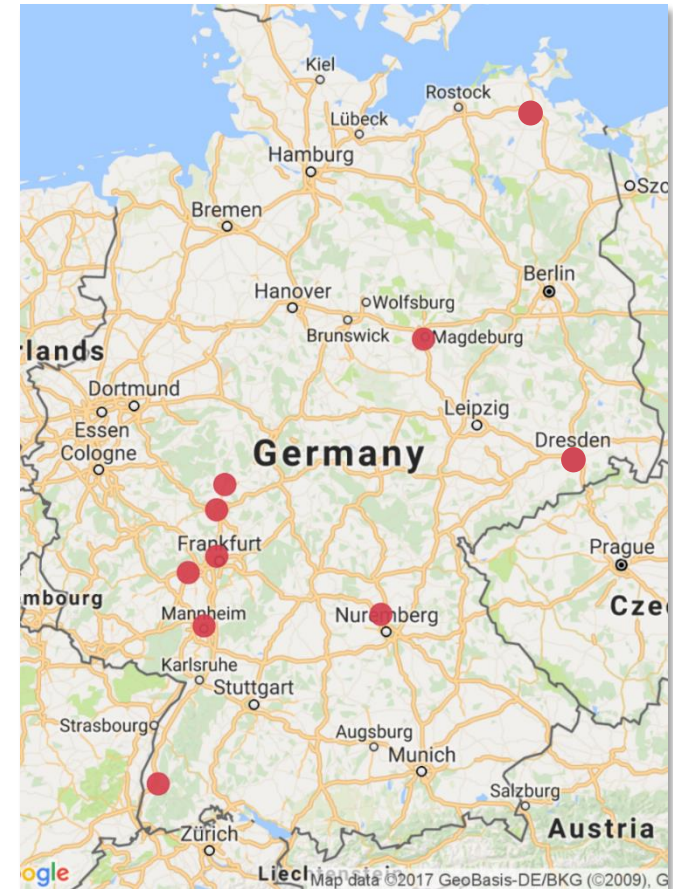 Kiel
Rostock
Lübeck
Hamburg
Szc
Bremen
Berlin
Hanover
Wolfsburg
Brunswick
Magdeburg
rlands
Dortmund
Essen
Leipzig
Cologne
Germany
Dresden
Frankfurt
Prague
mbourg
Mannheim
Nuremberg
Cze
Karlsruhe
Stuttgart
Strasbourg
Augsburg
Munich
Salzburg
Zürich
Austria
ogle
Liechtenstein
Map data ©2017 GeoBasis-DE/BKG (©2009), G